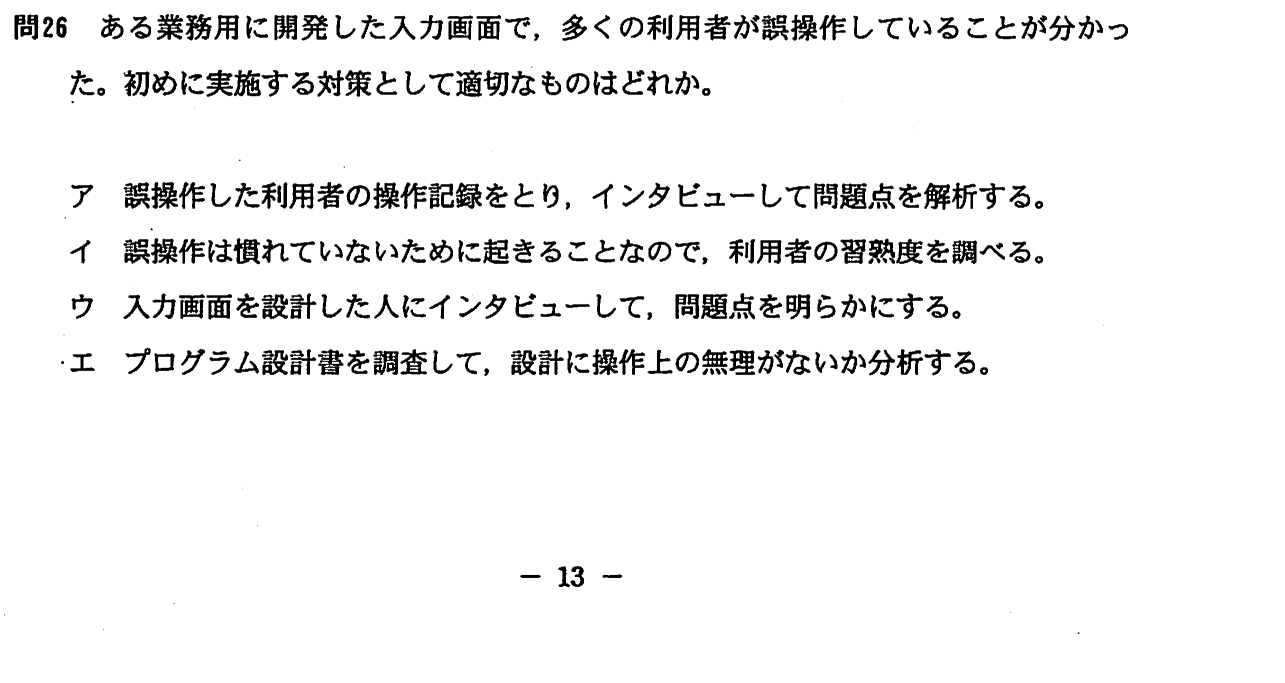 問26　ある業務用に開発した入力画面で，多くの利用者が誤操作していることが分かっ
た。初めに実施する対策として適切なものはどれか。
ア　誤操作した利用者の操作記録をとり，インタビューして問題点を解析する。
イ　誤操作は慣れていないために起きることなので，利用者の習熟度を調べる。
ウ　入力画面を設計した人にインタビューして，問題点を明らかにする。
エ　プログラム設計書を調査して，設計に操作上の無理がないか分析する。
－ 13 －